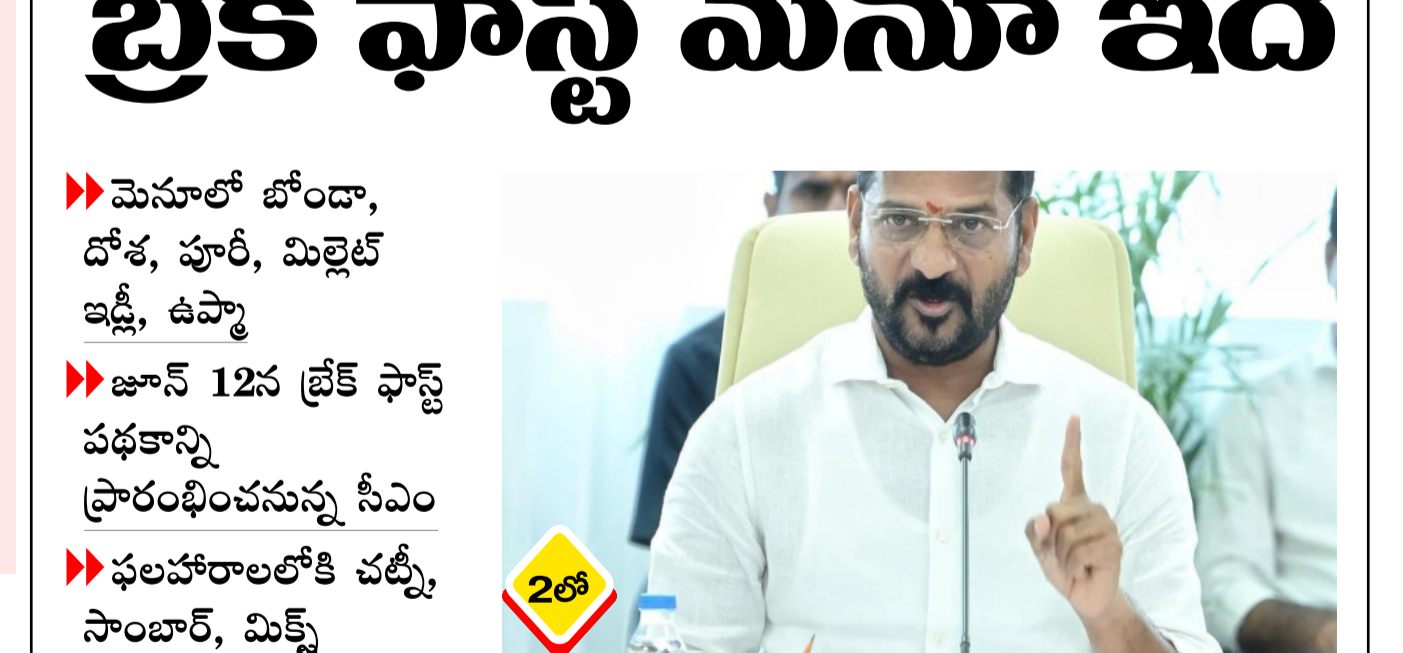 బ్రేక్ ఫాస్ట్ మెనూ ఇదే
మెనూలో బోండా,
దోశ, పూరీ, మిల్లెట్
ఇడ్లీ, ఉప్మా
జూన్ 12న బ్రేక్ ఫాస్ట్
పథకాన్ని
ప్రారంభించనున్న సీఎం
ఫలహారాలలోకి చట్నీ,
సాంబార్, మిక్స్డ్
2లో